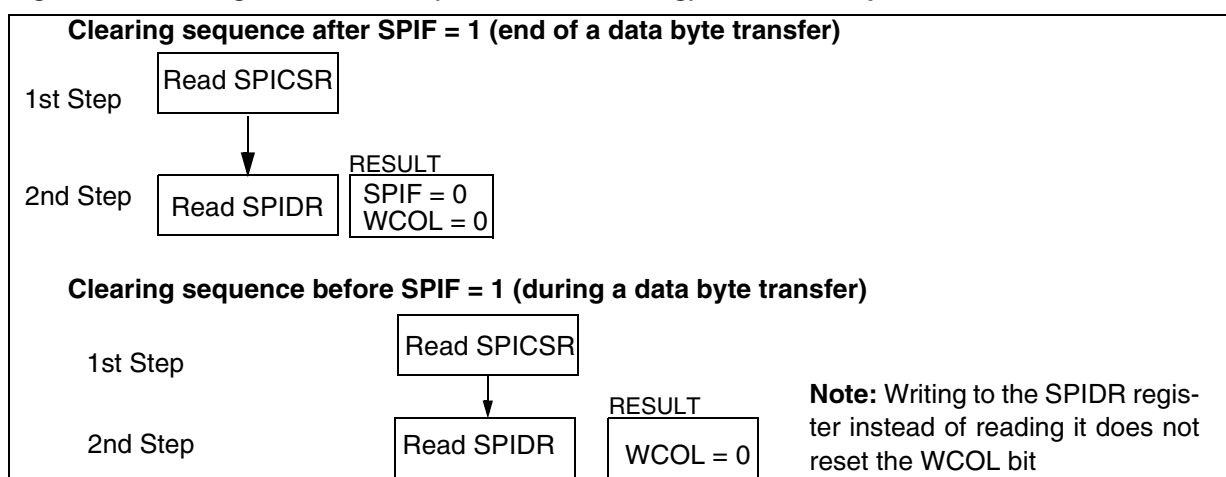 Clearing sequence after SPIF = 1 (end of a data byte transfer)
1st Step
Read SPICSR
2nd Step
Read SPIDR
RESULT
SPIF = 0
WCOL = 0
Clearing sequence before SPIF = 1 (during a data byte transfer)
1st Step
Read SPICSR
2nd Step
Read SPIDR
RESULT
WCOL = 0
Note: Writing to the SPIDR regis-
ter instead of reading it does not
reset the WCOL bit